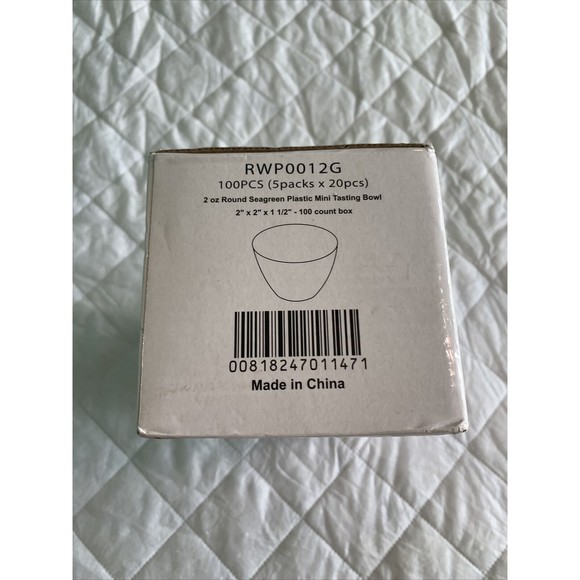 RWP0012G
100PCS (5packs x 20pcs)
2 oz Round Seagreen Plastic Mini Tasting Bowl
2" x 2" x 1 1/2" - 100 count box
00818247011471
Made in China